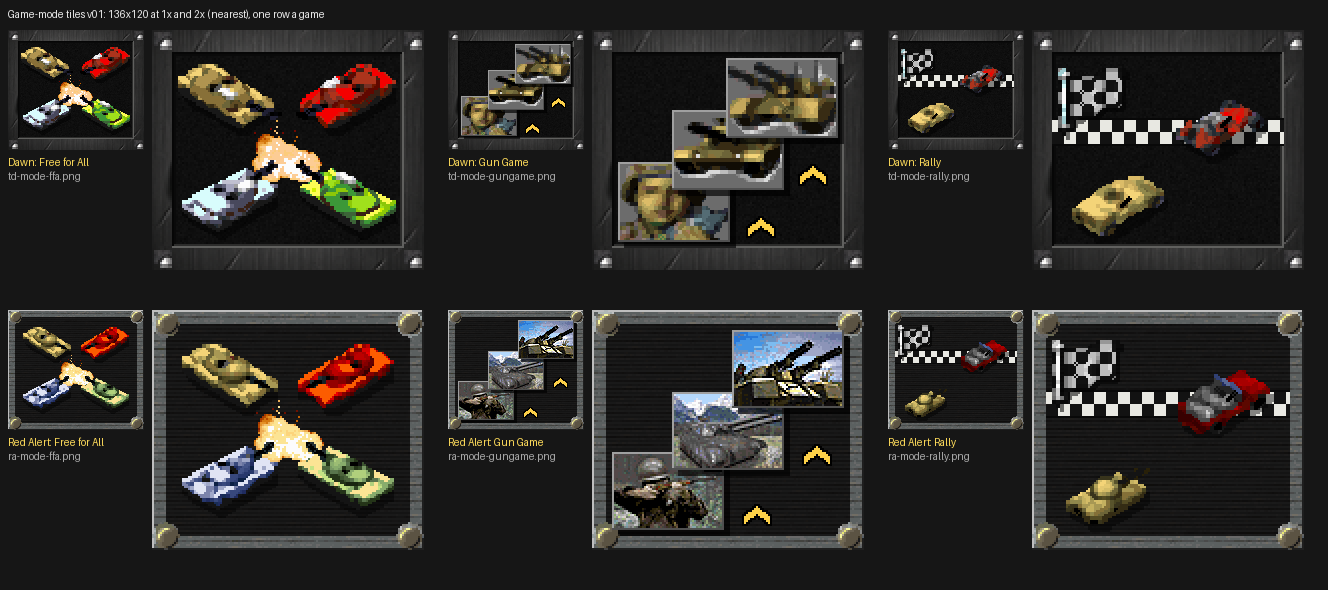 Game-mode tiles v01: 136x120 at 1x and 2x (nearest), one row a game
Dawn: Free for All
td-mode-ffa.png
Dawn: Gun Game
td-mode-gungame.png
Dawn: Rally
td-mode-rally.png
Red Alert: Free for All
ra-mode-ffa.png
Red Alert: Gun Game
ra-mode-gungame.png
Red Alert: Rally
ra-mode-rally.png